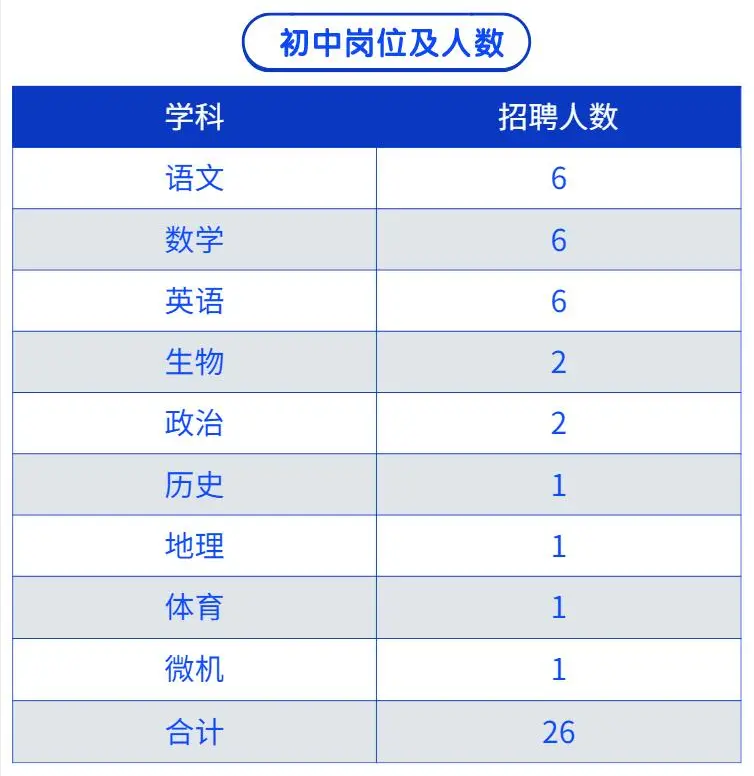 初中岗位及人数
学科 招聘人数
语文 6
数学 6
英语 6
生物 2
政治 2
历史 1
地理 1
体育 1
微机 1
合计 26